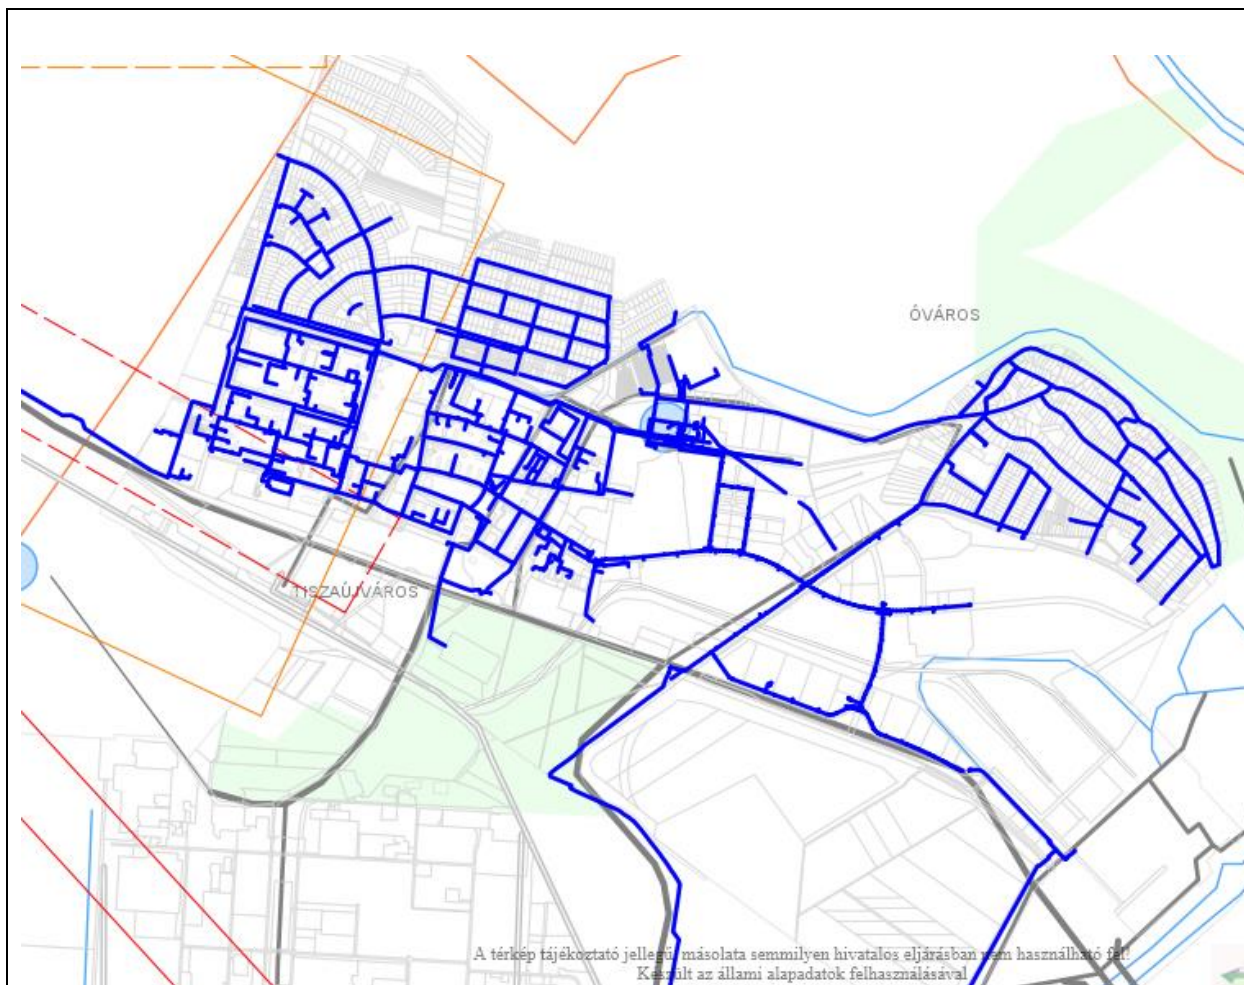 ÓVÁROS
TISZAÚJVÁROS
A térkép tájékoztató jellegű, másolata semmilyen hivatalos eljárásban nem használható fel!
Készült az állami alapadatok felhasználásával